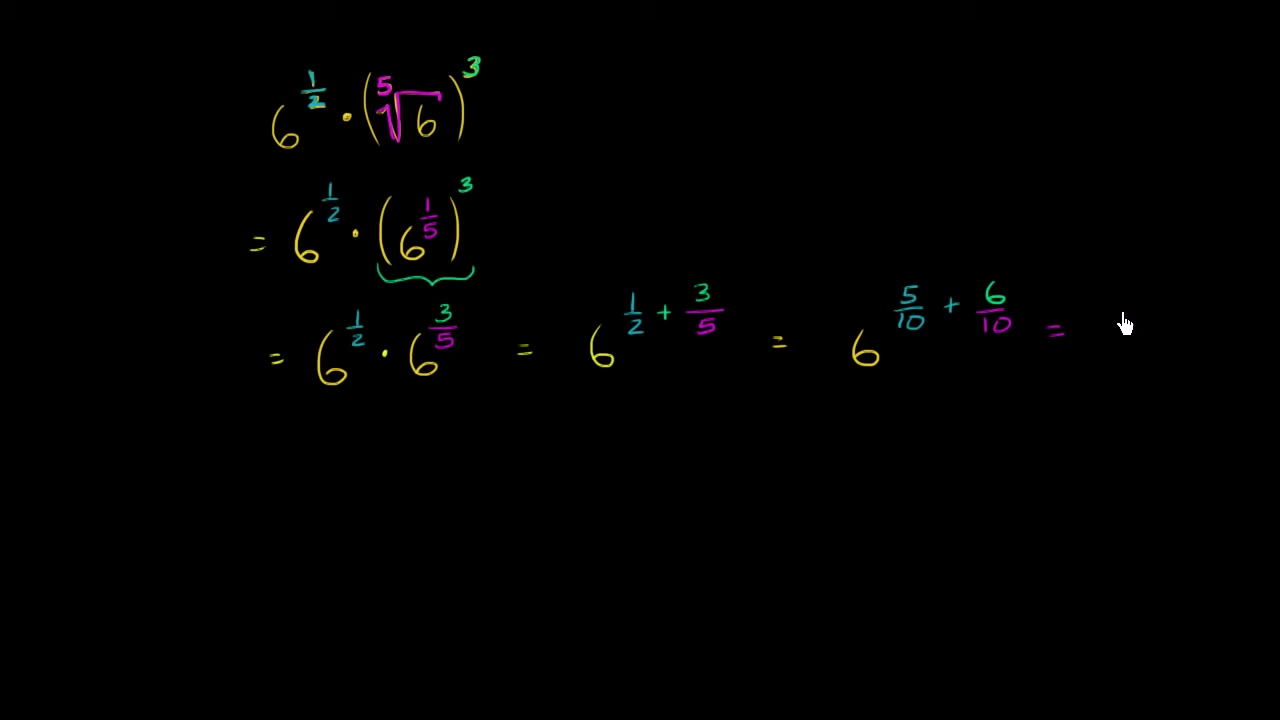 6^{1/2} · (\sqrt[5]{6})^3
= 6^{1/2} · (6^{1/5})^3
= 6^{1/2} · 6^{3/5} = 6^{1/2 + 3/5} = 6^{5/10 + 6/10} =